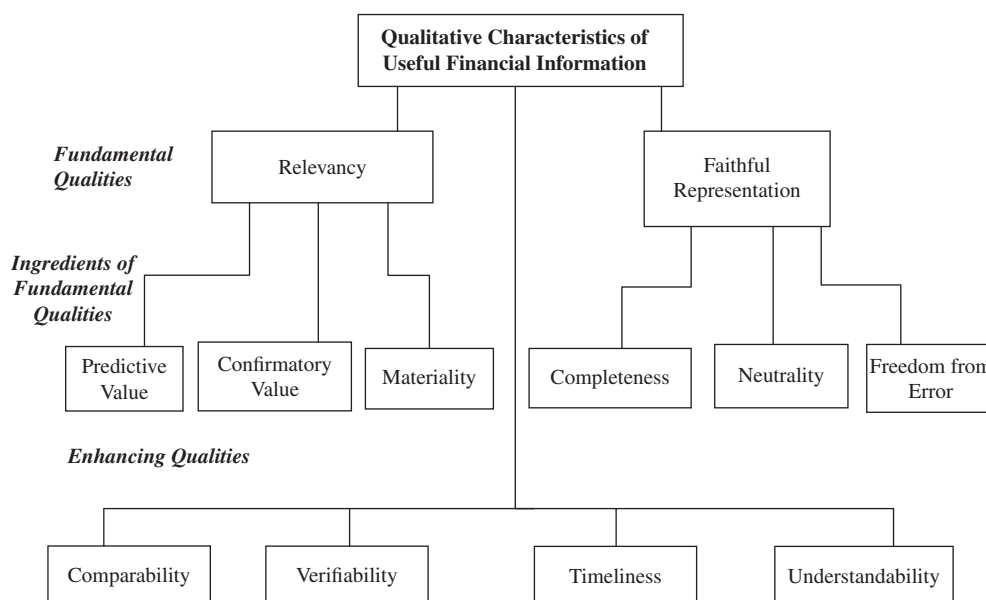 Qualitative Characteristics of
Useful Financial Information
Fundamental
Qualities
Relevancy
Faithful
Representation
Ingredients of
Fundamental
Qualities
Predictive
Value
Confirmatory
Value
Materiality
Completeness
Neutrality
Freedom from
Error
Enhancing Qualities
Comparability
Verifiability
Timeliness
Understandability